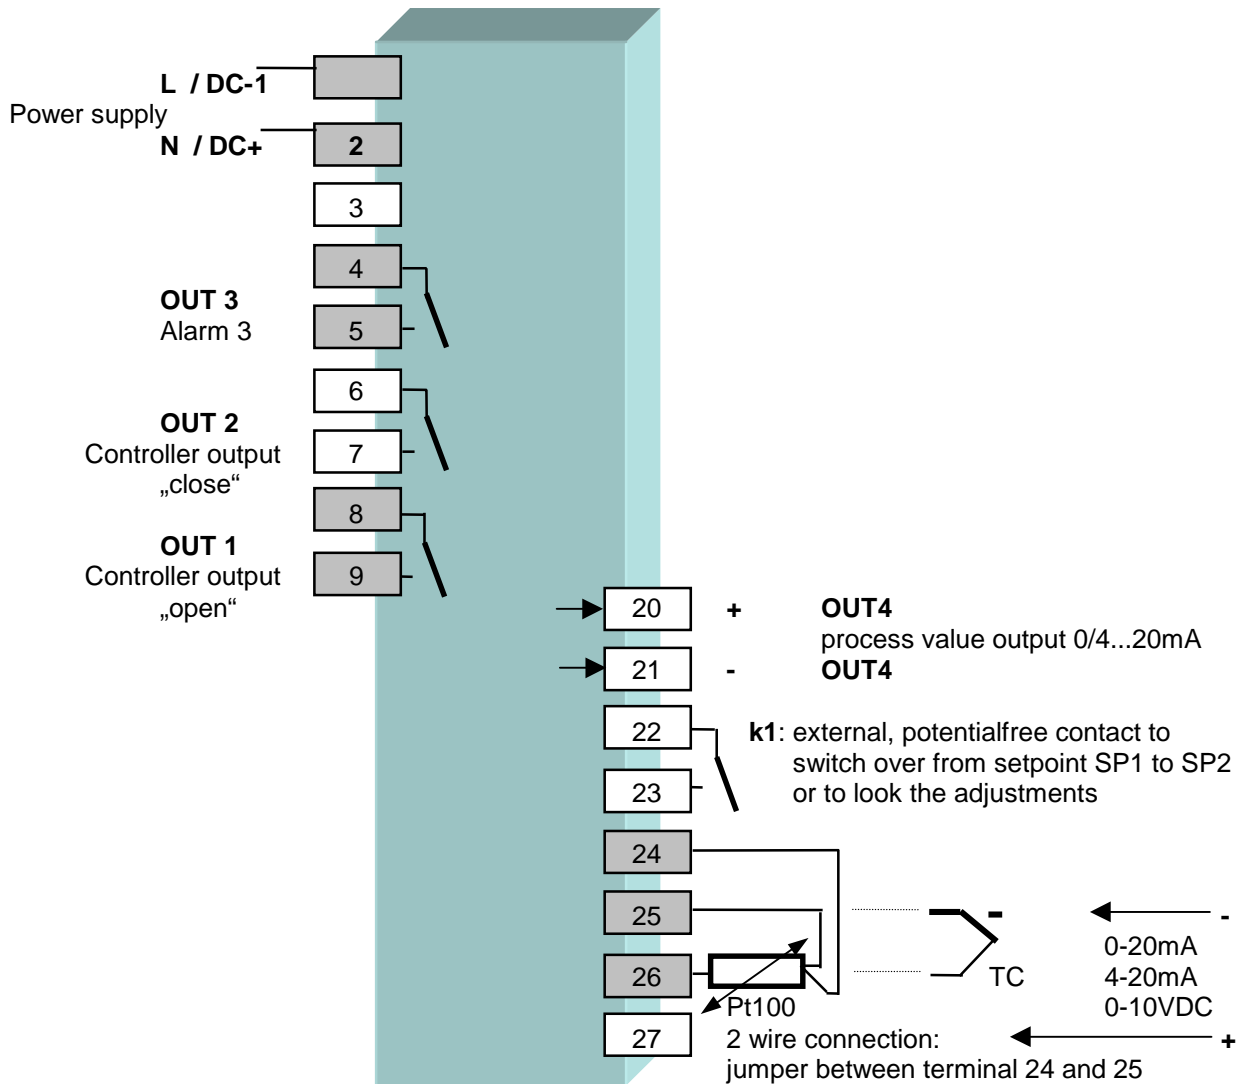 L / DC-1
Power supply
N / DC+ 2
3
4
OUT 3
Alarm 3 5
6
OUT 2
Controller output 7
„close“
8
OUT 1
Controller output 9
„open“
20 + OUT4
process value output 0/4...20mA
21 - OUT4
22 k1: external, potentialfree contact to
switch over from setpoint SP1 to SP2
23 or to look the adjustments
24
25 - -
0-20mA
26 TC 4-20mA
Pt100 0-10VDC
27 2 wire connection: +
jumper between terminal 24 and 25